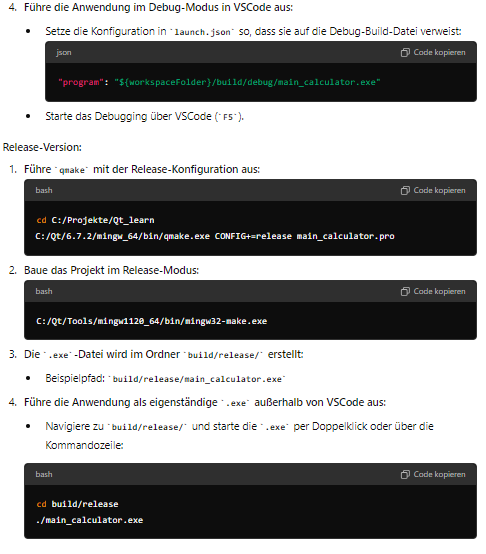 4. Führe die Anwendung im Debug-Modus in VSCode aus:
• Setze die Konfiguration in `launch.json` so, dass sie auf die Debug-Build-Datei verweist:
json Code kopieren
"program": "${workspaceFolder}/build/debug/main_calculator.exe"
• Starte das Debugging über VSCode (`F5`).
Release-Version:
1. Führe `qmake` mit der Release-Konfiguration aus:
bash Code kopieren
cd C:/Projekte/Qt_learn
C:/Qt/6.7.2/mingw_64/bin/qmake.exe CONFIG+=release main_calculator.pro
2. Baue das Projekt im Release-Modus:
bash Code kopieren
C:/Qt/Tools/mingw1120_64/bin/mingw32-make.exe
3. Die `.exe`-Datei wird im Ordner `build/release/` erstellt:
• Beispielpfad: `build/release/main_calculator.exe`
4. Führe die Anwendung als eigenständige `.exe` außerhalb von VSCode aus:
• Navigiere zu `build/release/` und starte die `.exe` per Doppelklick oder über die
Kommandozeile:
bash Code kopieren
cd build/release
./main_calculator.exe